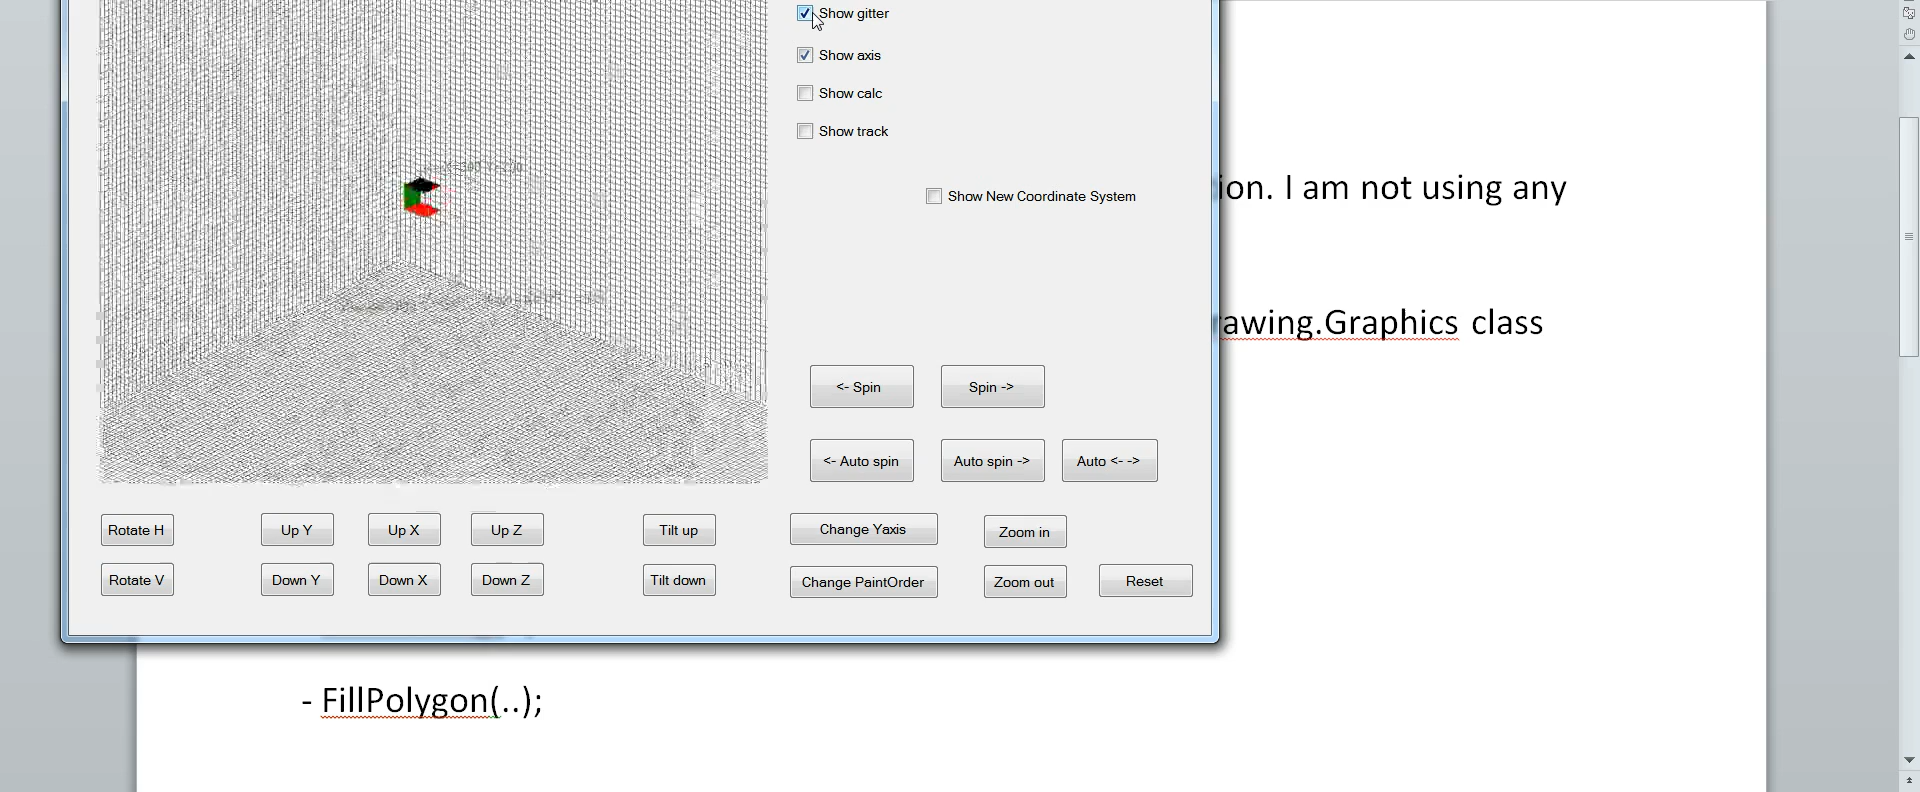 Show gitter
Show axis
Show calc
Show track
Show New Coordinate System
ion. I am not using any
rawing.Graphics class
<- Spin
Spin ->
<- Auto spin
Auto spin ->
Auto <- ->
Rotate H
Up Y
Up X
Up Z
Tilt up
Change Yaxis
Zoom in
Rotate V
Down Y
Down X
Down Z
Tilt down
Change PaintOrder
Zoom out
Reset
- FillPolygon(..);